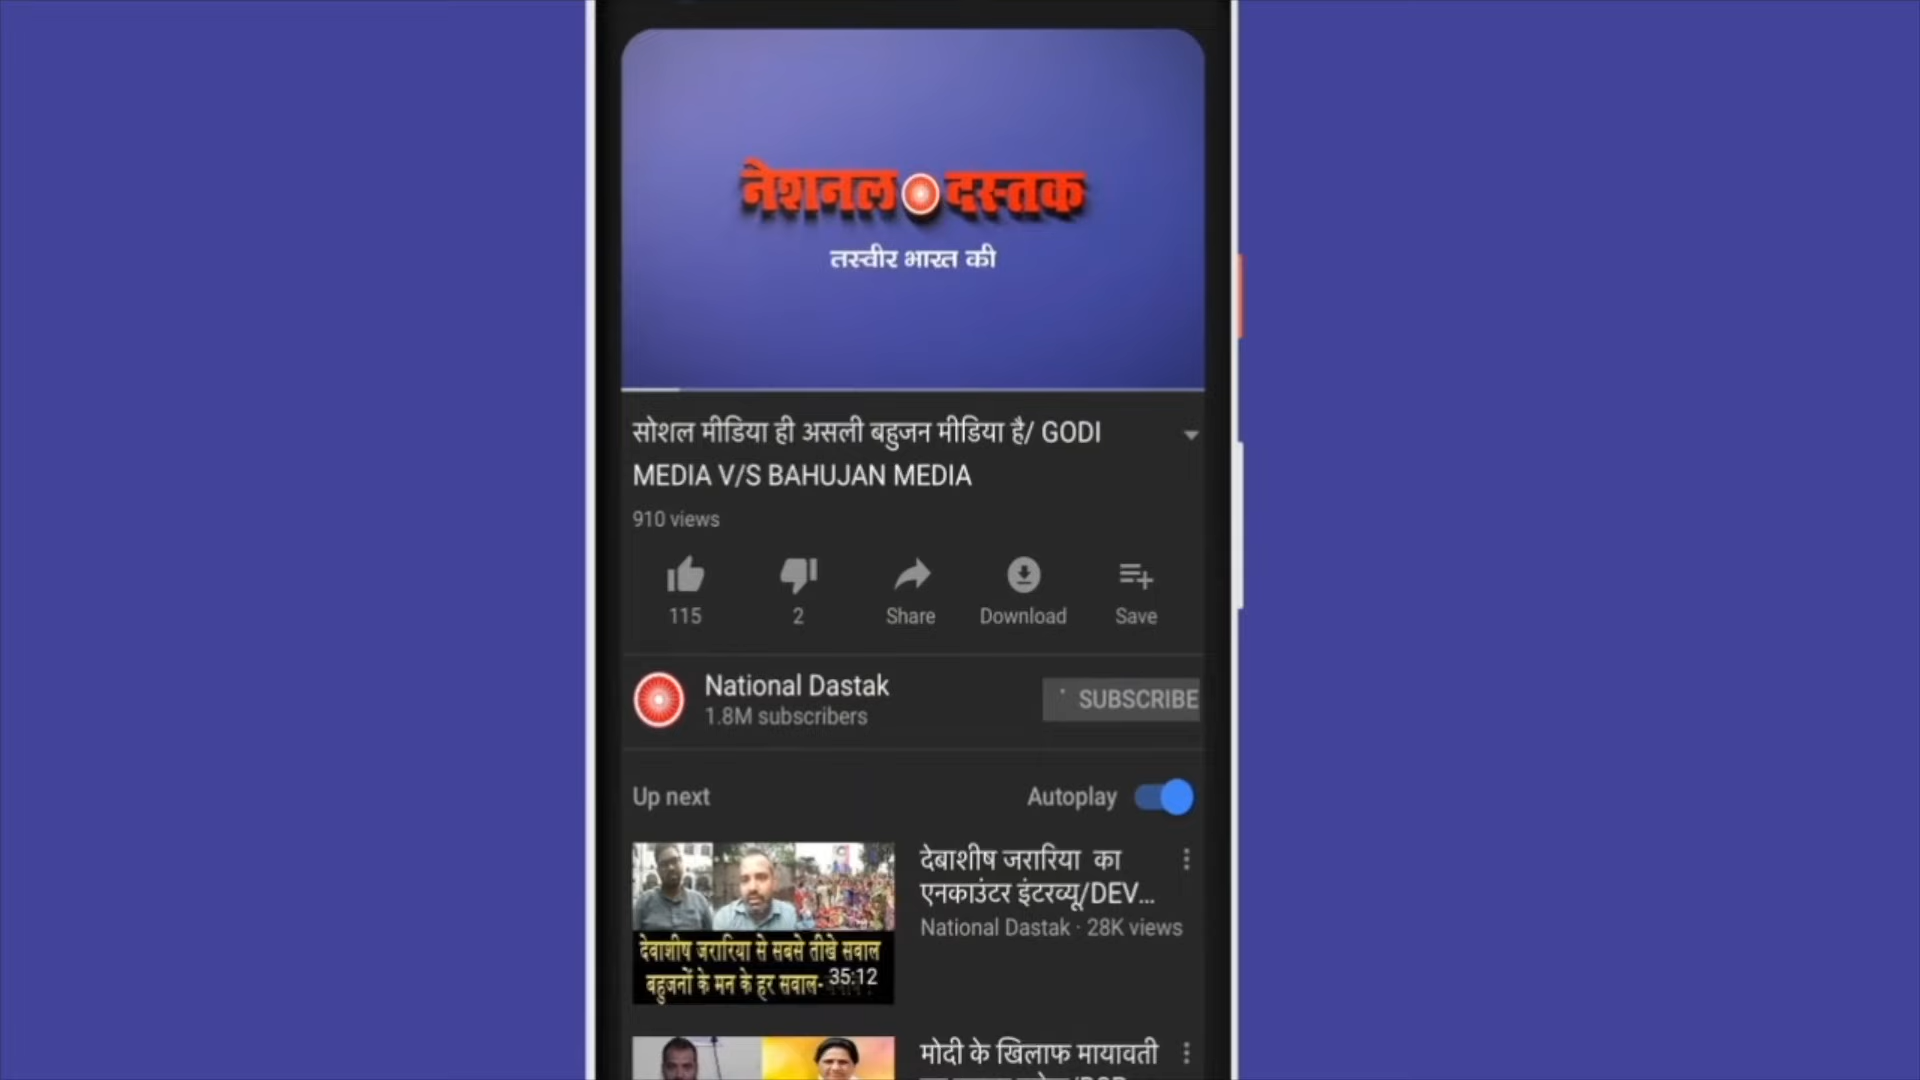 नेशनल दस्तक
तस्वीर भारत की
सोशल मीडिया ही असली बहुजन मीडिया है/ GODI
MEDIA V/S BAHUJAN MEDIA
910 views
115
2
Share
Download
Save
National Dastak
1.8M subscribers
SUBSCRIBE
Up next
Autoplay
देबाशीष जरारिया का
एनकाउंटर इंटरव्यू/DEV...
National Dastak · 28K views
देवाशीष जरारिया से सबसे तीखे सवाल
बहुजनों के मन के हर सवाल-
35:12
मोदी के खिलाफ मायावती